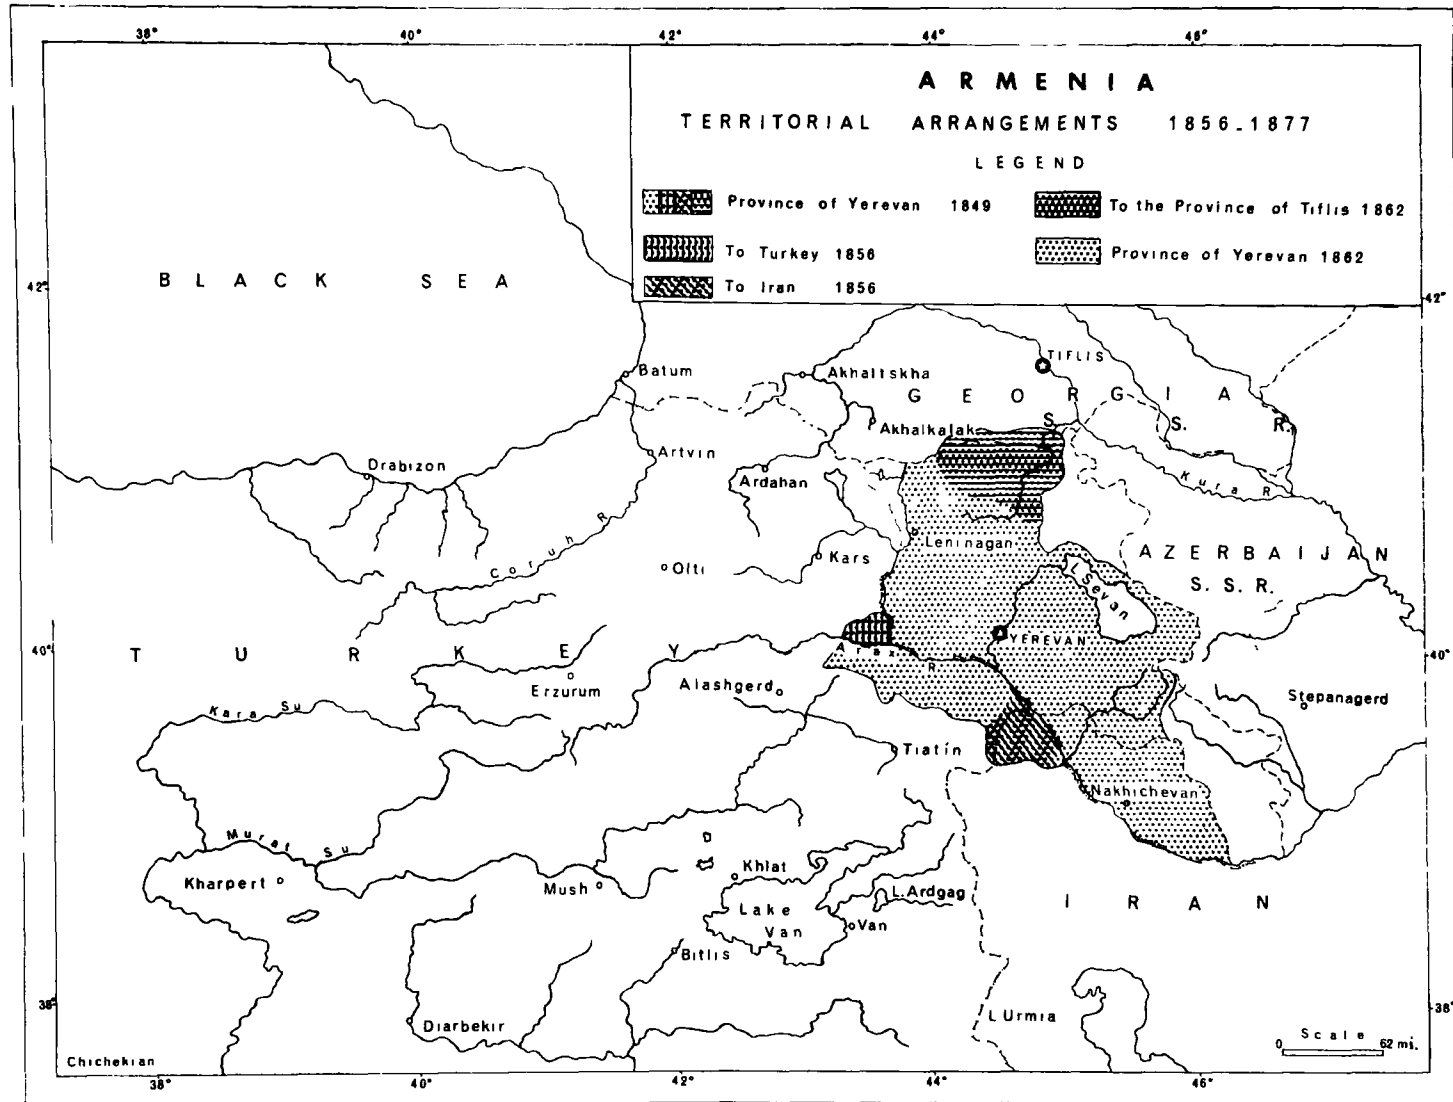 38° 40° 42° 44° 46°
ARMENIA
TERRITORIAL ARRANGEMENTS 1856-1877
LEGEND
Province of Yerevan 1849
To the Province of Tiflis 1862
To Turkey 1856
Province of Yerevan 1862
To Iran 1856
BLACK SEA
42°
42°
TIFLIS
Batum
Akhaltskha
GEORGIA
S. S. R.
Akhalkalak
Artvin
Drabizon
Ardahan
Kura R.
Coruh R.
Leninagan
Kars
Olti
AZERBAIJAN
S.S.R.
L. Sevan
YEREVAN
40°
TURKEY
Arax R.
40°
Erzurum
Alashgerd
Stepanagerd
Kara Su
Tiatin
Nakhichevan
Murat Su
Kharpert
Mush
Khlat
L. Ardgag
Lake
Van
Van
IRAN
Bitlis
38°
38°
L Urmia
Diarbekir
Scale
0 62 mi.
Chichekian
38° 40° 42° 44° 46°